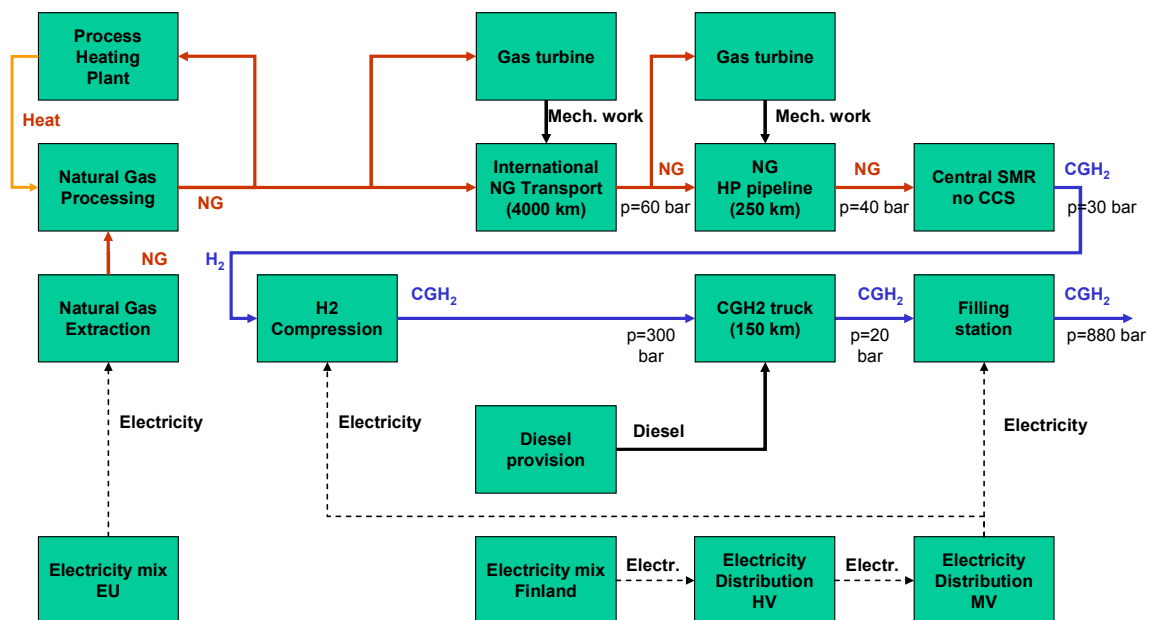 Process
Heating
Plant
Gas turbine
Gas turbine
Heat
Mech. work
Mech. work
Natural Gas
Processing
NG
International
NG Transport
(4000 km)
NG
p=60 bar
NG
HP pipeline
(250 km)
NG
p=40 bar
Central SMR
no CCS
CGH₂
p=30 bar
H₂
NG
Natural Gas
Extraction
H2
Compression
CGH₂
p=300
bar
CGH2 truck
(150 km)
CGH₂
p=20
bar
Filling
station
CGH₂
p=880 bar
Electricity
Electricity
Electricity
Diesel
provision
Diesel
Electricity mix
EU
Electricity mix
Finland
Electr.
Electricity
Distribution
HV
Electr.
Electricity
Distribution
MV